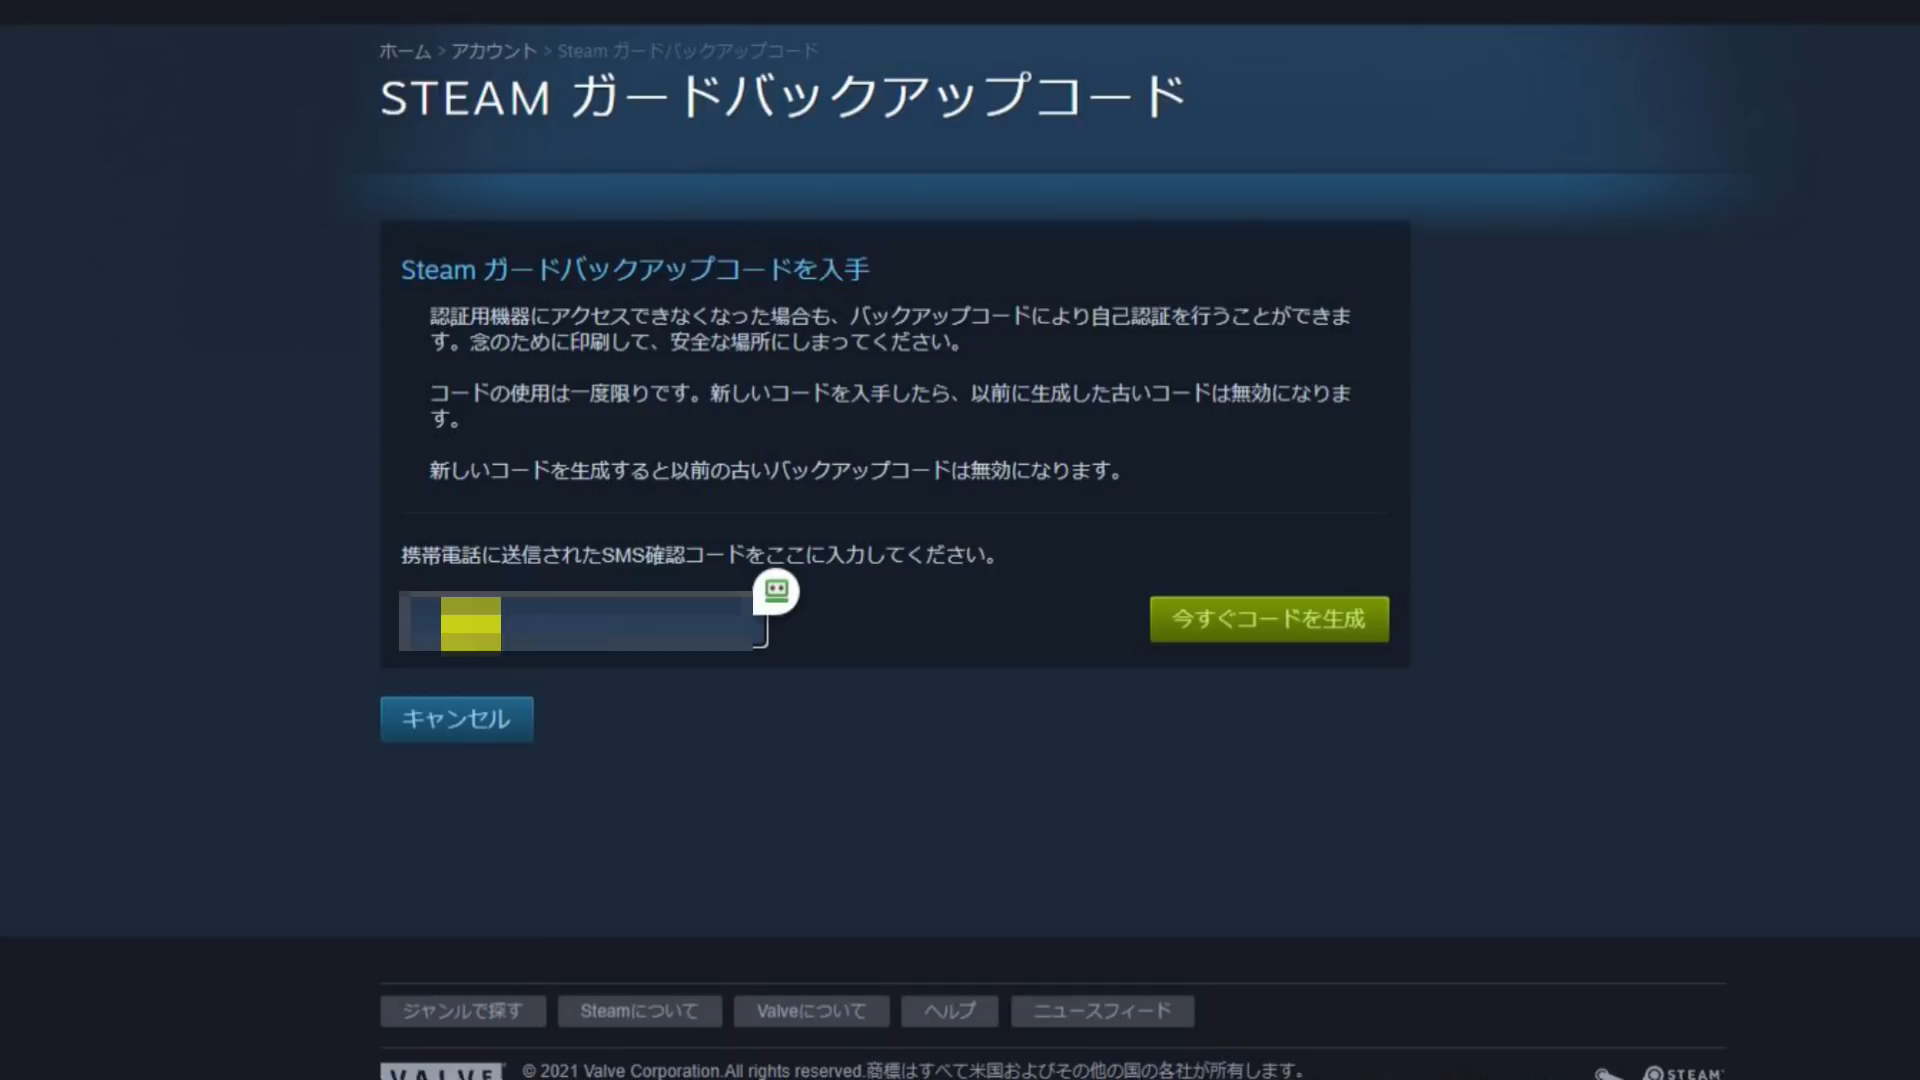 ホーム > アカウント > Steam ガードバックアップコード
STEAM ガードバックアップコード
Steam ガードバックアップコードを入手
認証用機器にアクセスできなくなった場合も、バックアップコードにより自己認証を行うことができま
す。念のために印刷して、安全な場所にしまってください。
コードの使用は一度限りです。新しいコードを入手したら、以前に生成した古いコードは無効になりま
す。
新しいコードを生成すると以前の古いバックアップコードは無効になります。
携帯電話に送信されたSMS確認コードをここに入力してください。
今すぐコードを生成
キャンセル
ジャンルで探す Steamについて Valveについて ヘルプ ニュースフィード
VALVE © 2021 Valve Corporation.All rights reserved.商標はすべて米国およびその他の国の各社が所有します。 STEAM